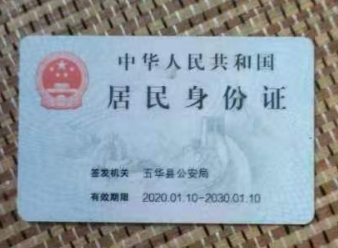 中华人民共和国
居民身份证
签发机关 五华县公安局
有效期限 2020.01.10-2030.01.10